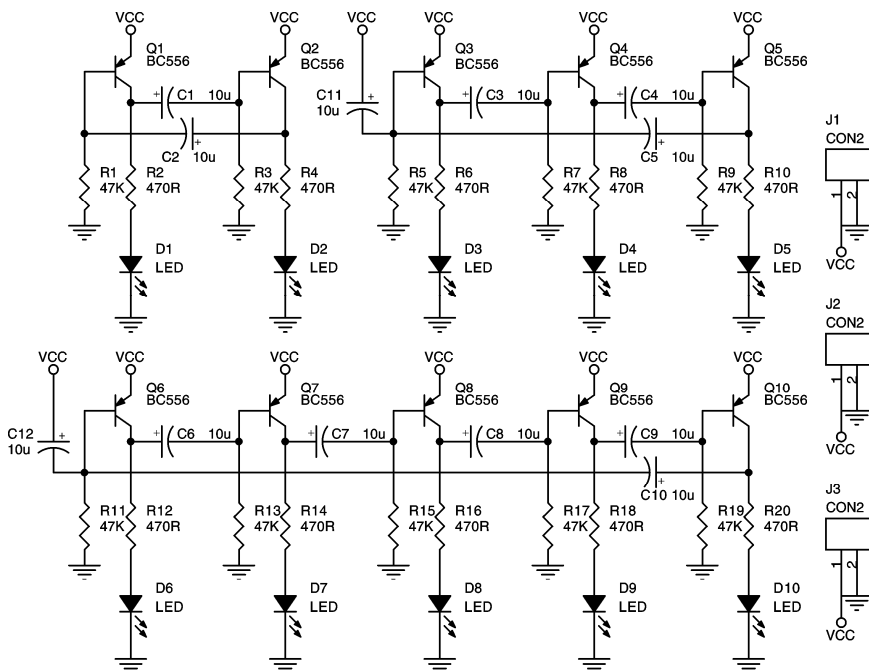 VCC VCC VCC VCC VCC VCC
Q1 Q2 Q3 Q4 Q5
BC556 BC556 BC556 BC556 BC556
C11 + + C1 10u + C3 10u + C4 10u
10u
C2 + 10u C5 + 10u
J1
CON2
R1 R2 R3 R4 R5 R6 R7 R8 R9 R10
47K 470R 47K 470R 47K 470R 47K 470R 47K 470R
1 2
D1 D2 D3 D4 D5
LED LED LED LED LED
VCC
J2
CON2
VCC VCC VCC VCC VCC VCC
1 2
Q6 Q7 Q8 Q9 Q10
BC556 BC556 BC556 BC556 BC556
C12 + + C6 10u + C7 10u + C8 10u + C9 10u
10u
VCC
C10 + 10u
J3
CON2
R11 R12 R13 R14 R15 R16 R17 R18 R19 R20
47K 470R 47K 470R 47K 470R 47K 470R 47K 470R
1 2
D6 D7 D8 D9 D10
LED LED LED LED LED
VCC